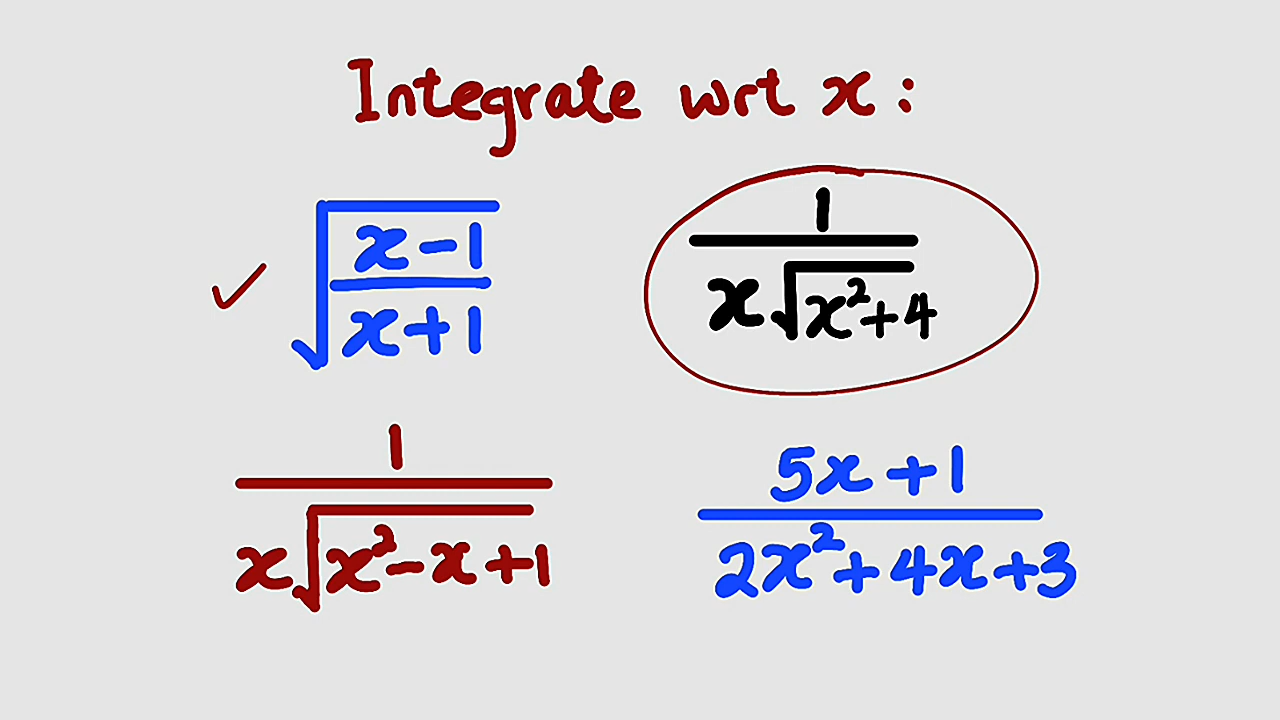 Integrate wrt x:
√((x-1)/(x+1))
1/(x√(x²+4))
1/(x√(x²-x+1))
(5x+1)/(2x²+4x+3)